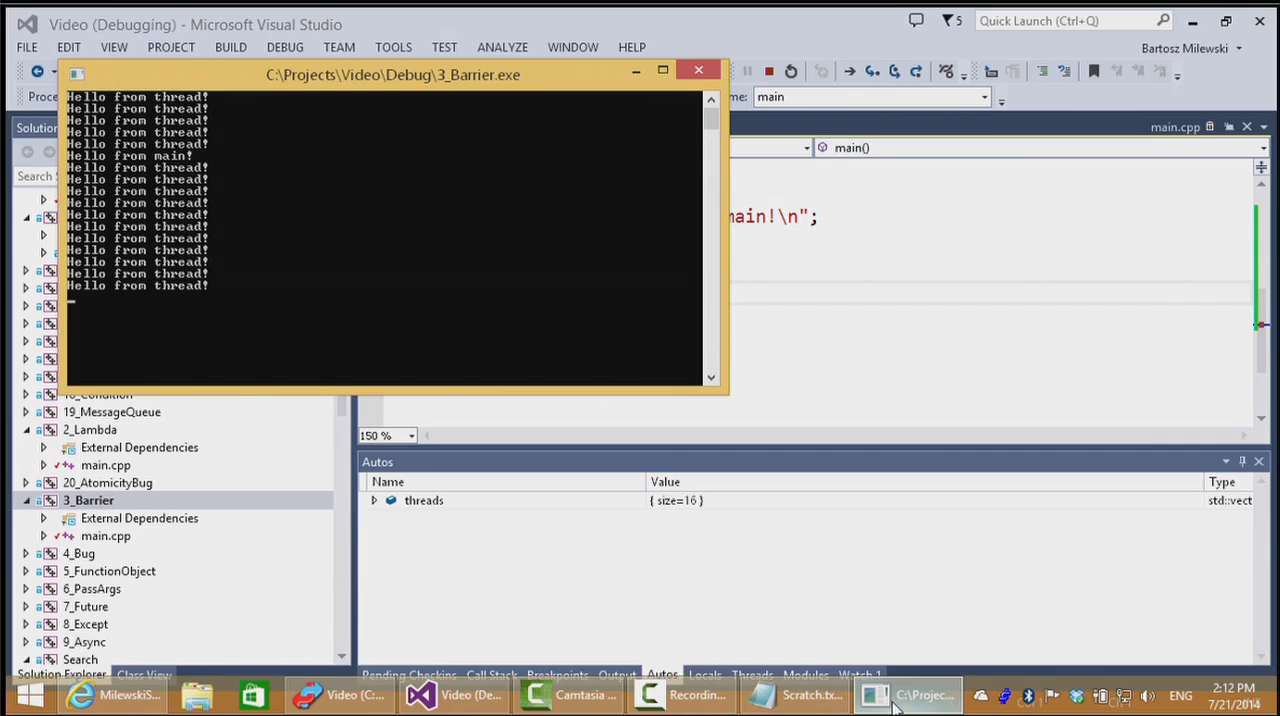 Video (Debugging) - Microsoft Visual Studio
5
Quick Launch (Ctrl+Q)
FILE EDIT VIEW PROJECT BUILD DEBUG TEAM TOOLS TEST ANALYZE WINDOW HELP
Bartosz Milewski
C:\Projects\Video\Debug\3_Barrier.exe
main
main.cpp
main()
Hello from thread!
Hello from thread!
Hello from thread!
Hello from thread!
Hello from thread!
Hello from main!
Hello from thread!
Hello from thread!
Hello from thread!
Hello from thread!
Hello from thread!
Hello from thread!
Hello from thread!
Hello from thread!
Hello from thread!
Hello from thread!
Hello from thread!
main!\n";
Search
19_MessageQueue
2_Lambda
External Dependencies
main.cpp
20_AtomicityBug
3_Barrier
External Dependencies
main.cpp
4_Bug
5_FunctionObject
6_PassArgs
7_Future
8_Except
9_Async
Search
Solution Explorer Class View
150 %
Autos
Name Value Type
threads { size=16 } std::vect
Pending Checkins Call Stack Breakpoints Output Autos Locals Threads Modules Watch 1
MilewskiS...
Video (C:...
Video (De...
Camtasia ...
Recordin...
Scratch.tx...
C:\Projec...
ENG
2:12 PM
7/21/2014